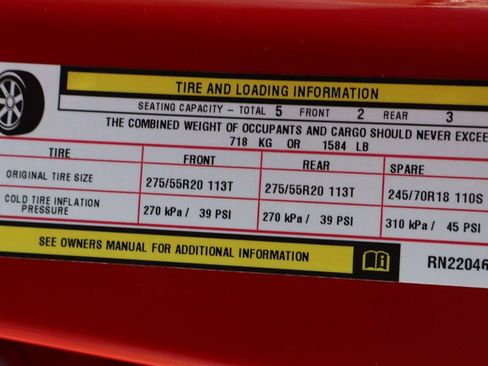 TIRE AND LOADING INFORMATION
SEATING CAPACITY – TOTAL 5 FRONT 2 REAR 3
THE COMBINED WEIGHT OF OCCUPANTS AND CARGO SHOULD NEVER EXCEE
718 KG OR 1584 LB
TIRE FRONT REAR SPARE
ORIGINAL TIRE SIZE 275/55R20 113T 275/55R20 113T 245/70R18 110S
COLD TIRE INFLATION PRESSURE 270 kPa / 39 PSI 270 kPa / 39 PSI 310 kPa / 45 PSI
SEE OWNERS MANUAL FOR ADDITIONAL INFORMATION RN22046